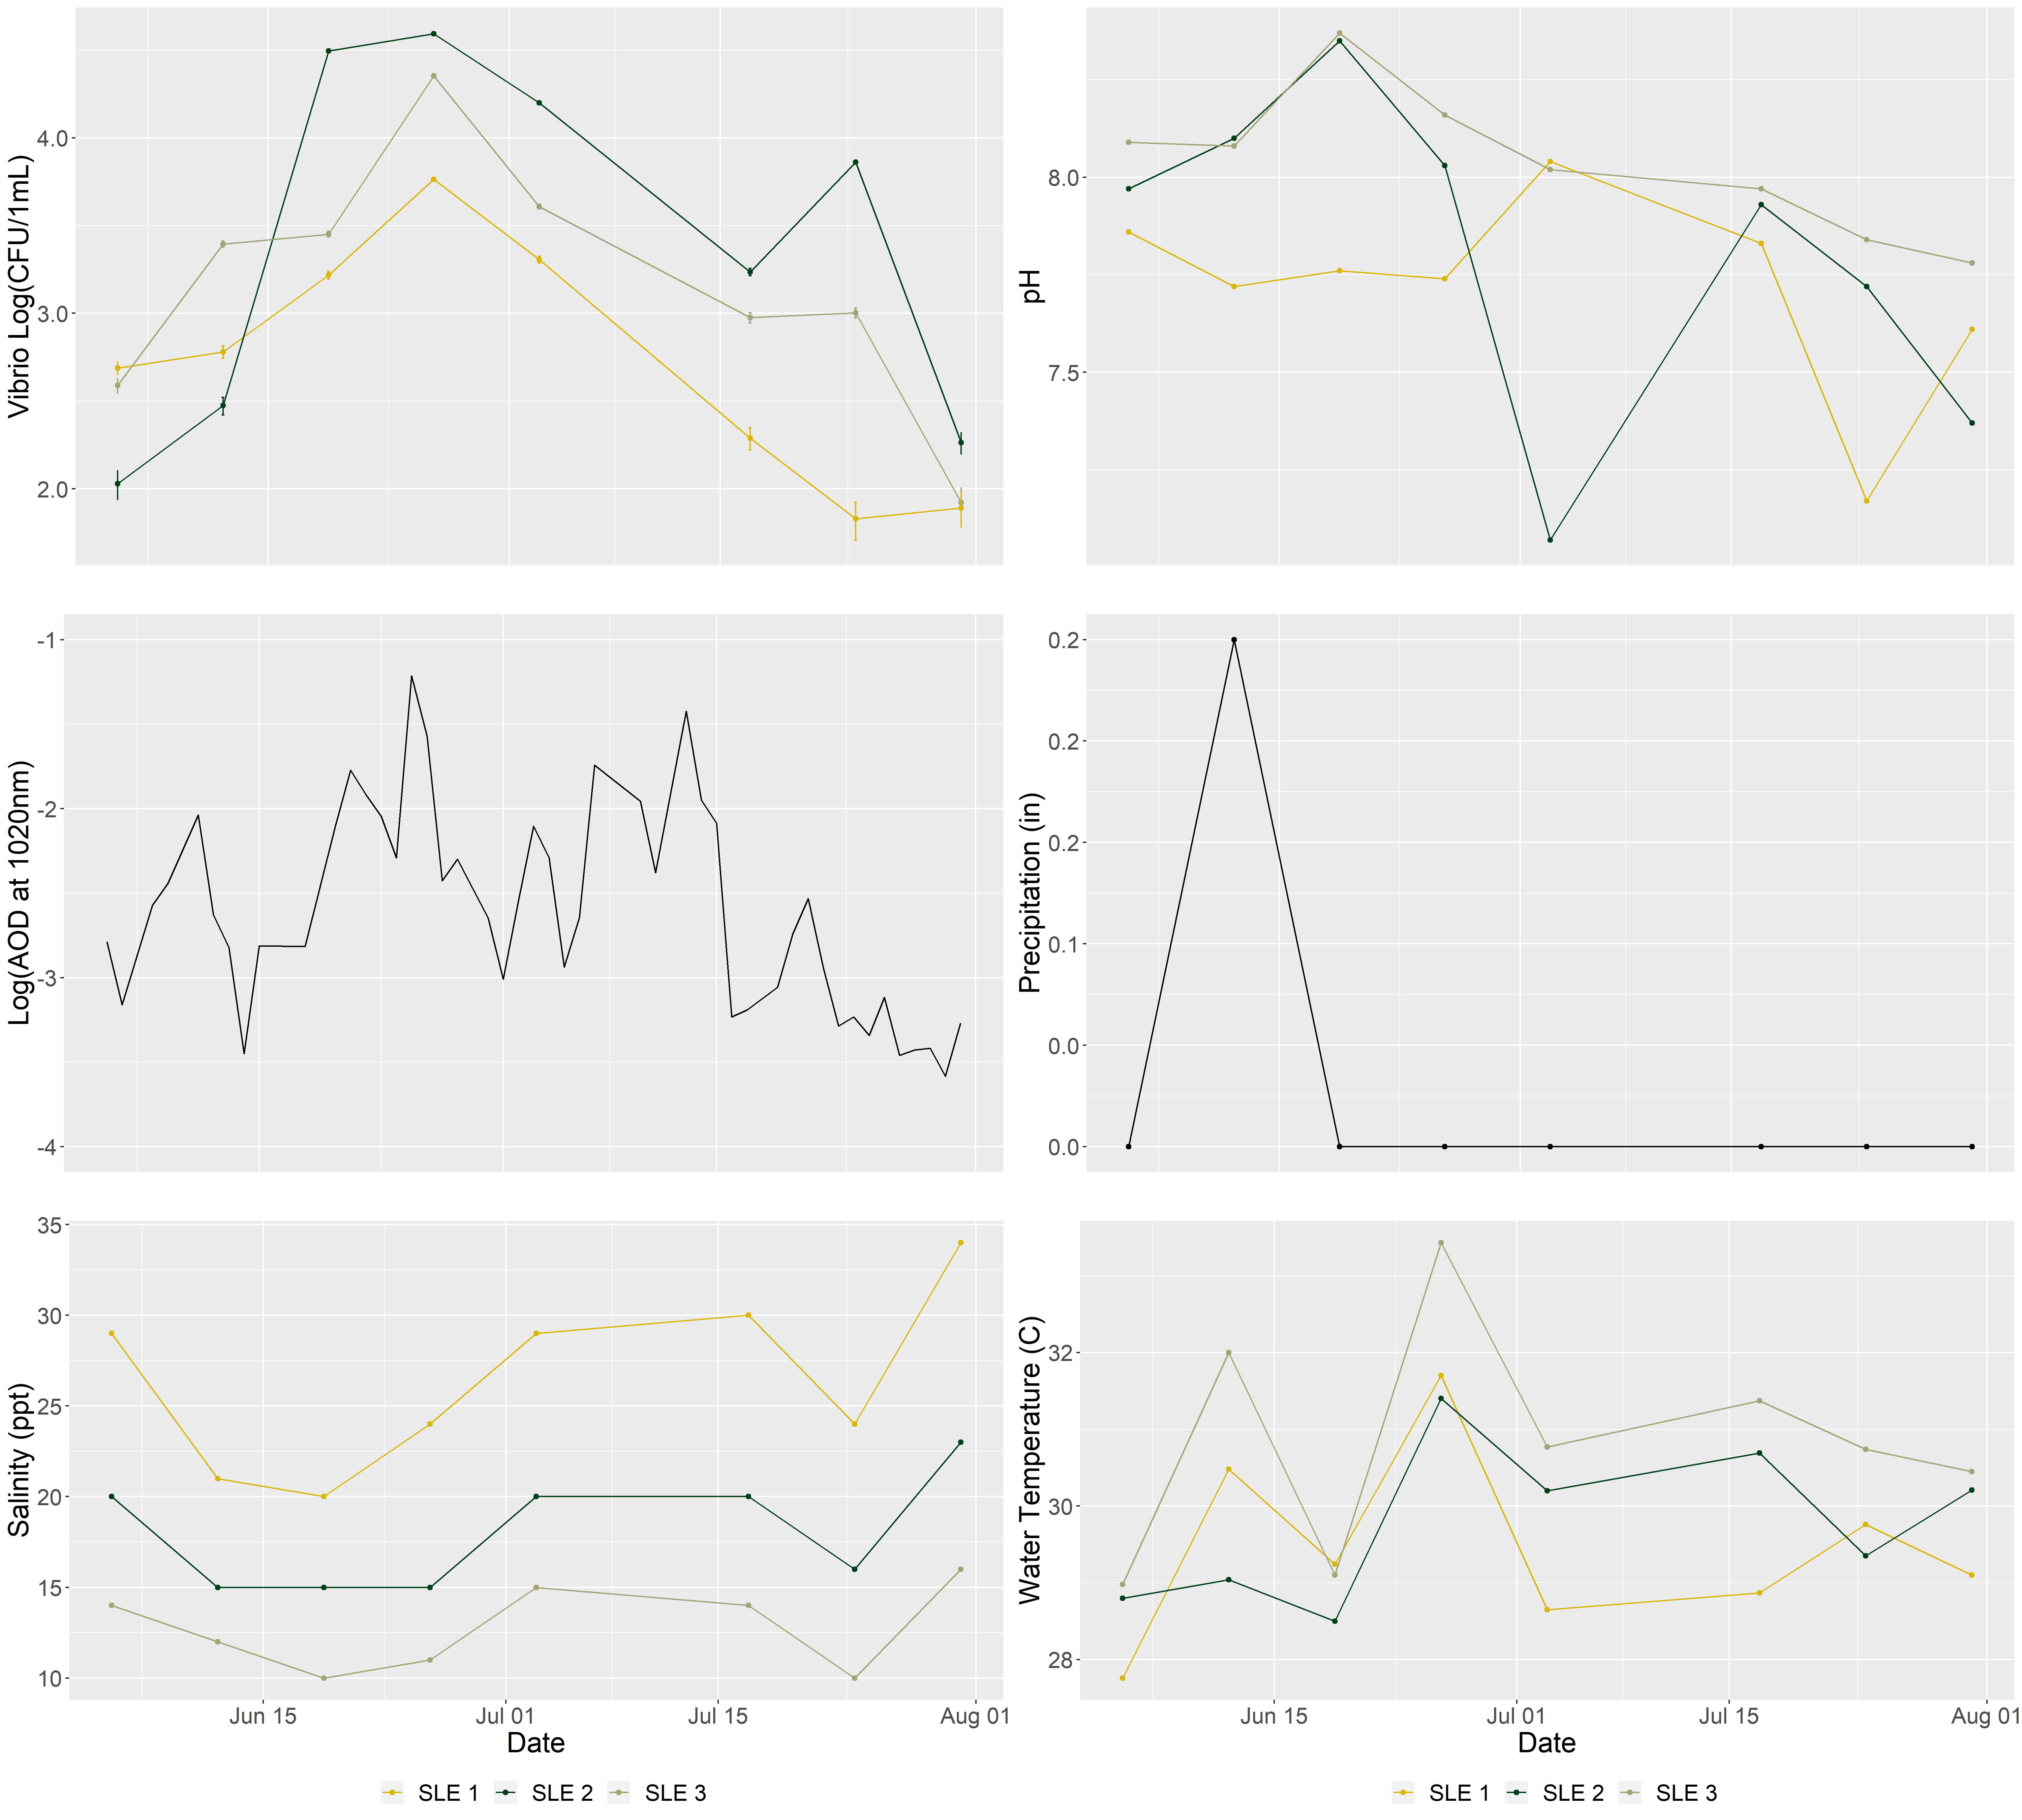 Vibrio Log(CFU/1mL)
4.0
3.0
2.0
pH
8.0
7.5
Log(AOD at 1020nm)
-1
-2
-3
-4
Precipitation (in)
0.2
0.2
0.2
0.1
0.0
0.0
Salinity (ppt)
35
30
25
20
15
10
Jun 15 Jul 01 Jul 15 Aug 01
Date
Water Temperature (C)
32
30
28
Jun 15 Jul 01 Jul 15 Aug 01
Date
SLE 1 SLE 2 SLE 3
SLE 1 SLE 2 SLE 3